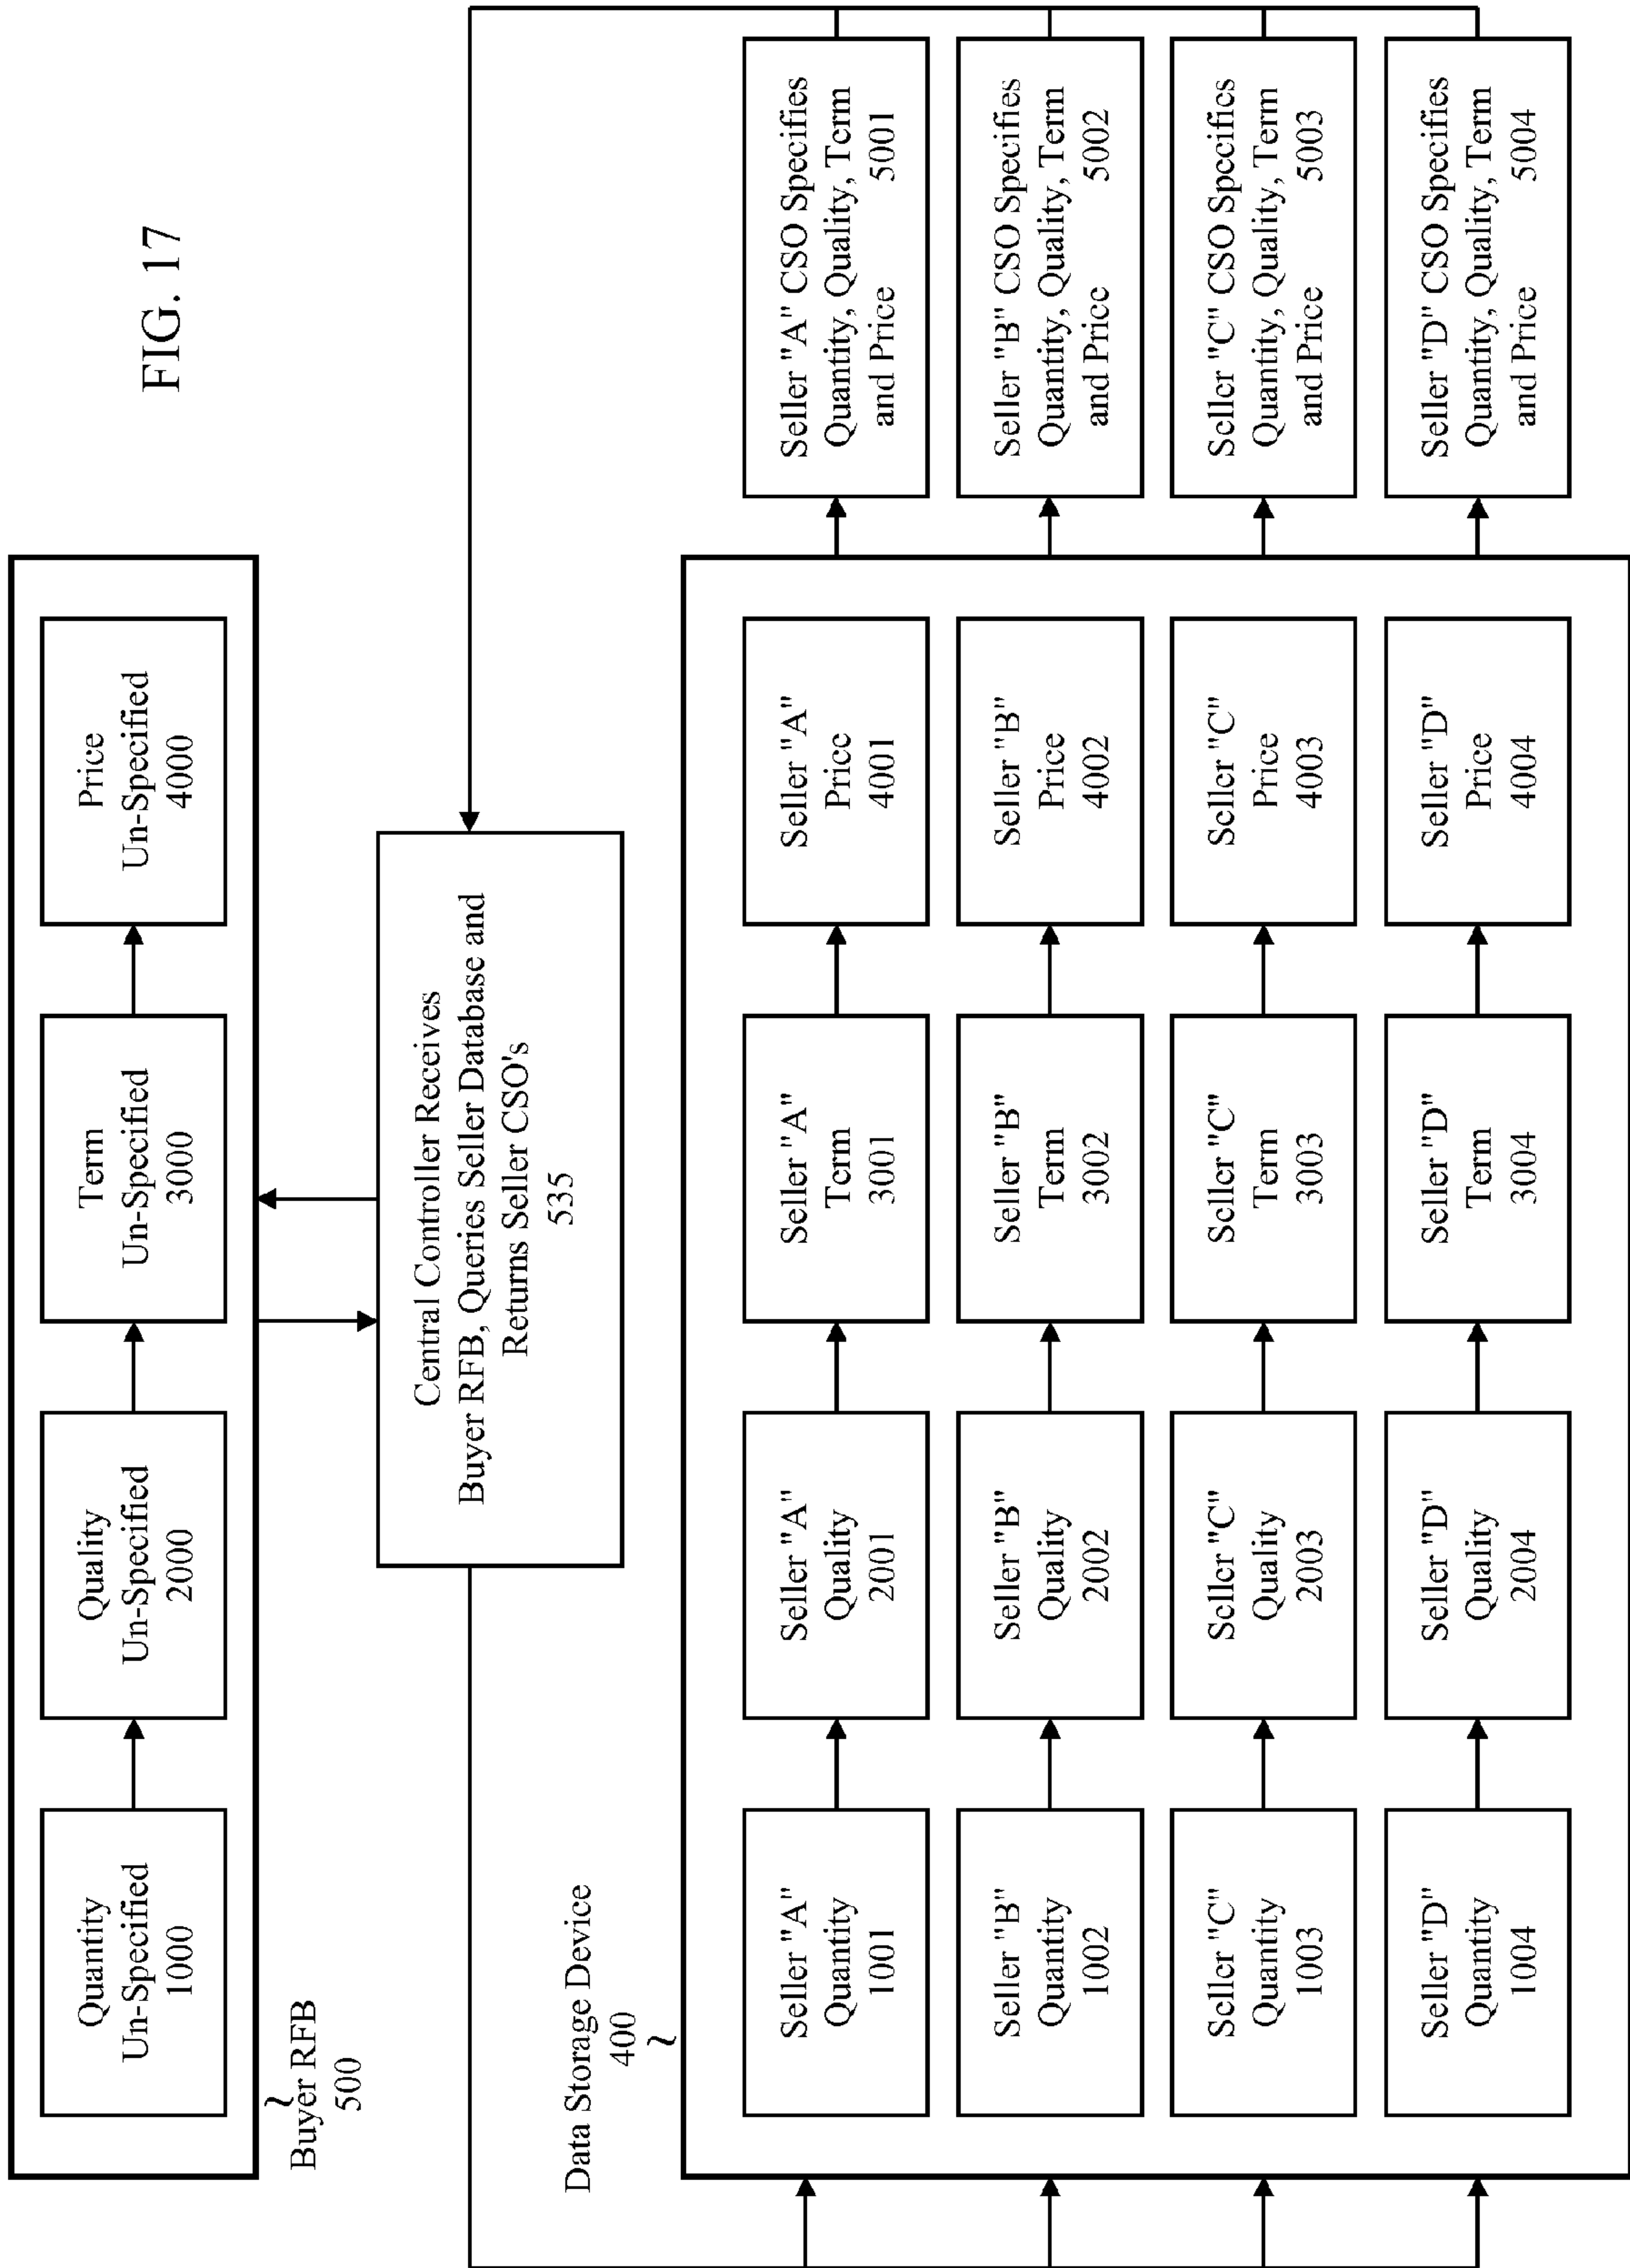 FIG. 17
Quantity
Un-Specified
1000
Quality
Un-Specified
2000
Term
Un-Specified
3000
Price
Un-Specified
4000
Buyer RFB
500
Central Controller Receives
Buyer RFB, Queries Seller Database and
Returns Seller CSO's
535
Data Storage Device
400
Seller "A"
Quantity
1001
Seller "A"
Quality
2001
Seller "A"
Term
3001
Seller "A"
Price
4001
Seller "A" CSO Specifies
Quantity, Quality, Term
and Price 5001
Seller "B"
Quantity
1002
Seller "B"
Quality
2002
Seller "B"
Term
3002
Seller "B"
Price
4002
Seller "B" CSO Specifies
Quantity, Quality, Term
and Price 5002
Seller "C"
Quantity
1003
Seller "C"
Quality
2003
Seller "C"
Term
3003
Seller "C"
Price
4003
Seller "C" CSO Specifies
Quantity, Quality, Term
and Price 5003
Seller "D"
Quantity
1004
Seller "D"
Quality
2004
Seller "D"
Term
3004
Seller "D"
Price
4004
Seller "D" CSO Specifies
Quantity, Quality, Term
and Price 5004